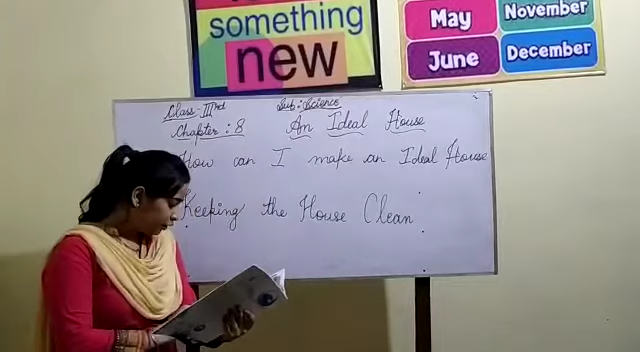 something
new
May
November
June
December
Class-IIIrd
Sub: Science
Chapter: 8
An Ideal House
How can I make an Ideal House
Keeping the House Clean